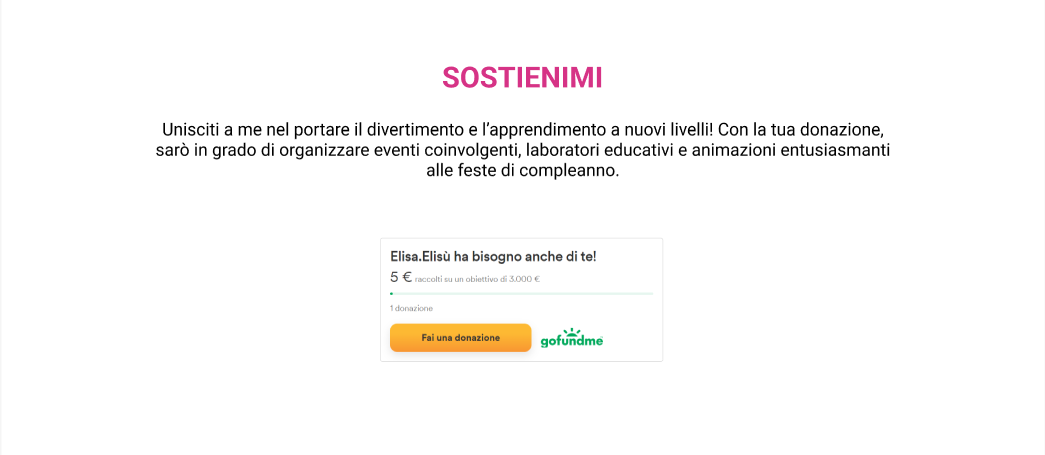 SOSTIENIMI
Unisciti a me nel portare il divertimento e l’apprendimento a nuovi livelli! Con la tua donazione,
sarò in grado di organizzare eventi coinvolgenti, laboratori educativi e animazioni entusiasmanti
alle feste di compleanno.
Elisa.Elisù ha bisogno anche di te!
5 € raccolti su un obiettivo di 3.000 €
1 donazione
Fai una donazione
gofundme